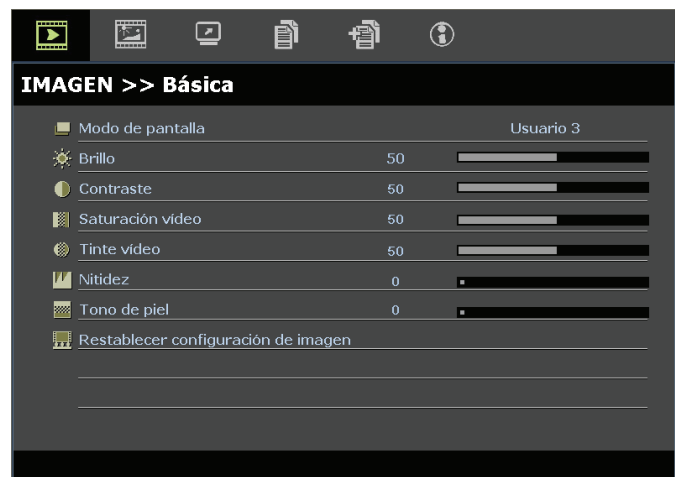 IMAGEN >> Básica
Modo de pantalla Usuario 3
Brillo 50
Contraste 50
Saturación vídeo 50
Tinte vídeo 50
Nitidez 0
Tono de piel 0
Restablecer configuración de imagen